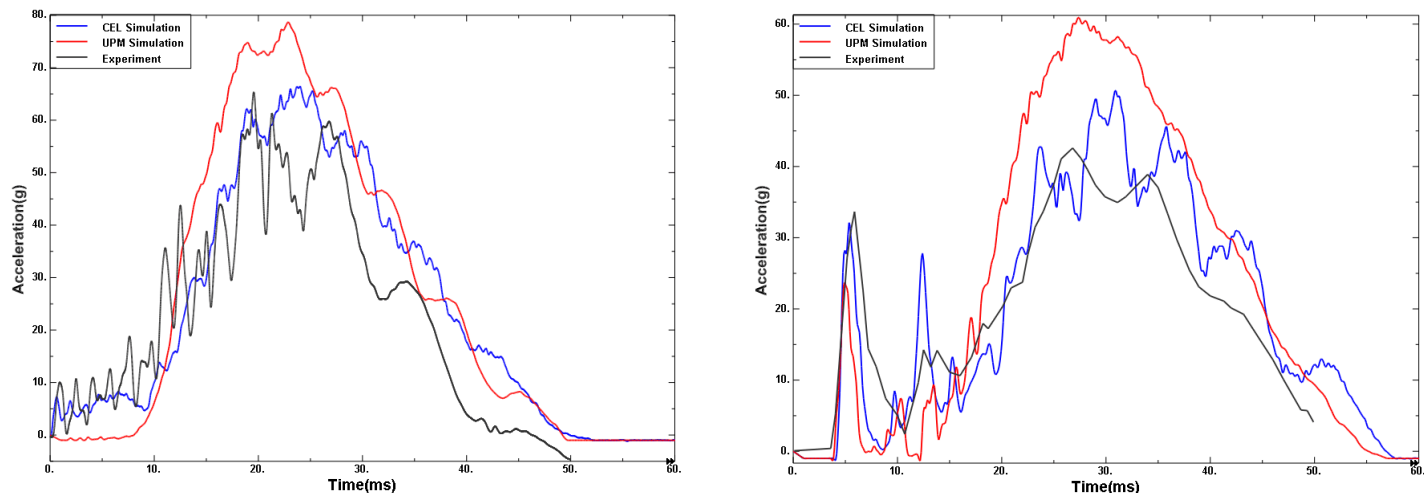 80.
70.
60.
50.
40.
30.
20.
10.
0.
Acceleration(g)
CEL Simulation
UPM Simulation
Experiment
0. 10. 20. 30. 40. 50. 60.
Time(ms)
60.
50.
40.
30.
20.
10.
0.
Acceleration(g)
CEL Simulation
UPM Simulation
Experiment
0. 10. 20. 30. 40. 50. 60.
Time(ms)